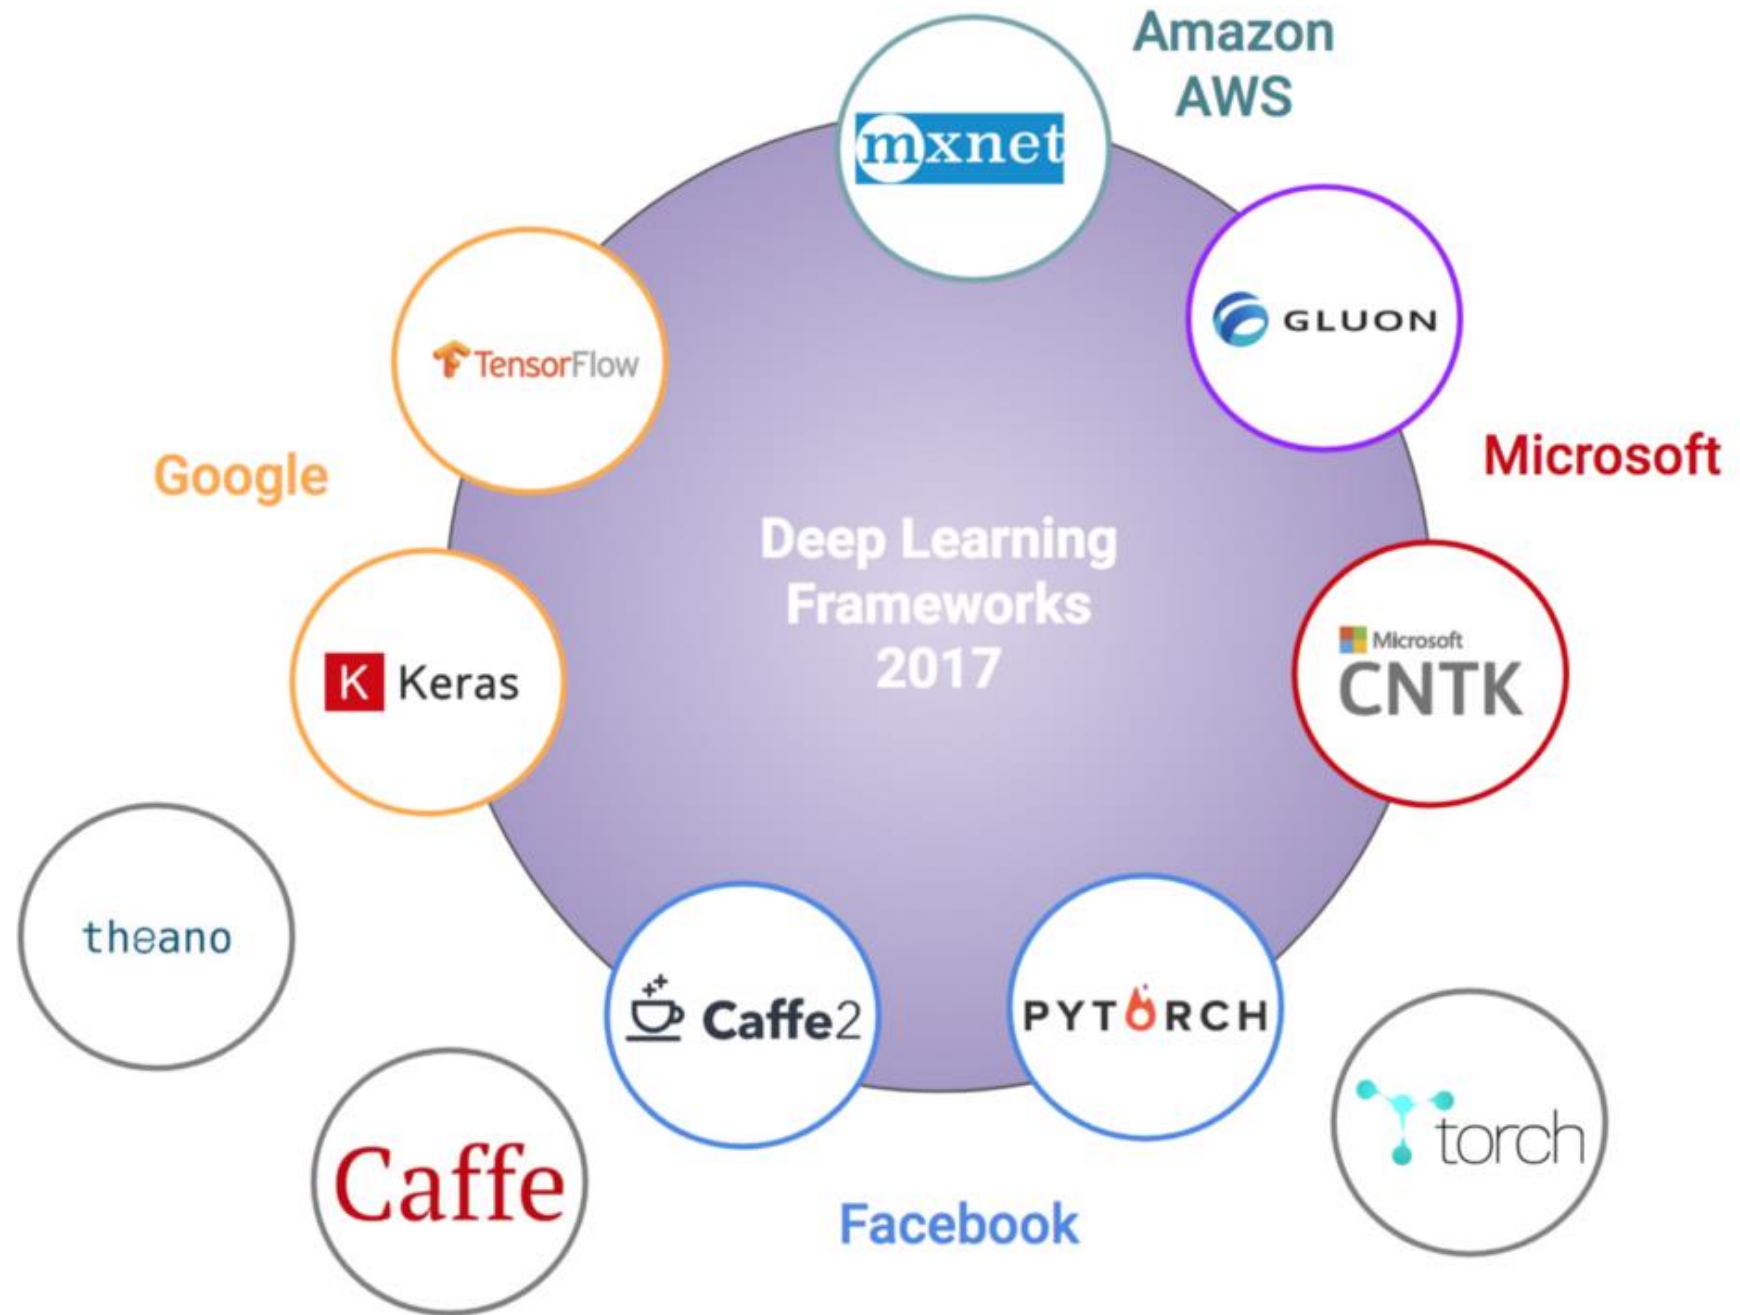 Amazon
AWS
mxnet
GLUON
TensorFlow
Google
Microsoft
Deep Learning
Frameworks
2017
Microsoft
CNTK
K Keras
theano
Caffe2
PYTORCH
torch
Caffe
Facebook